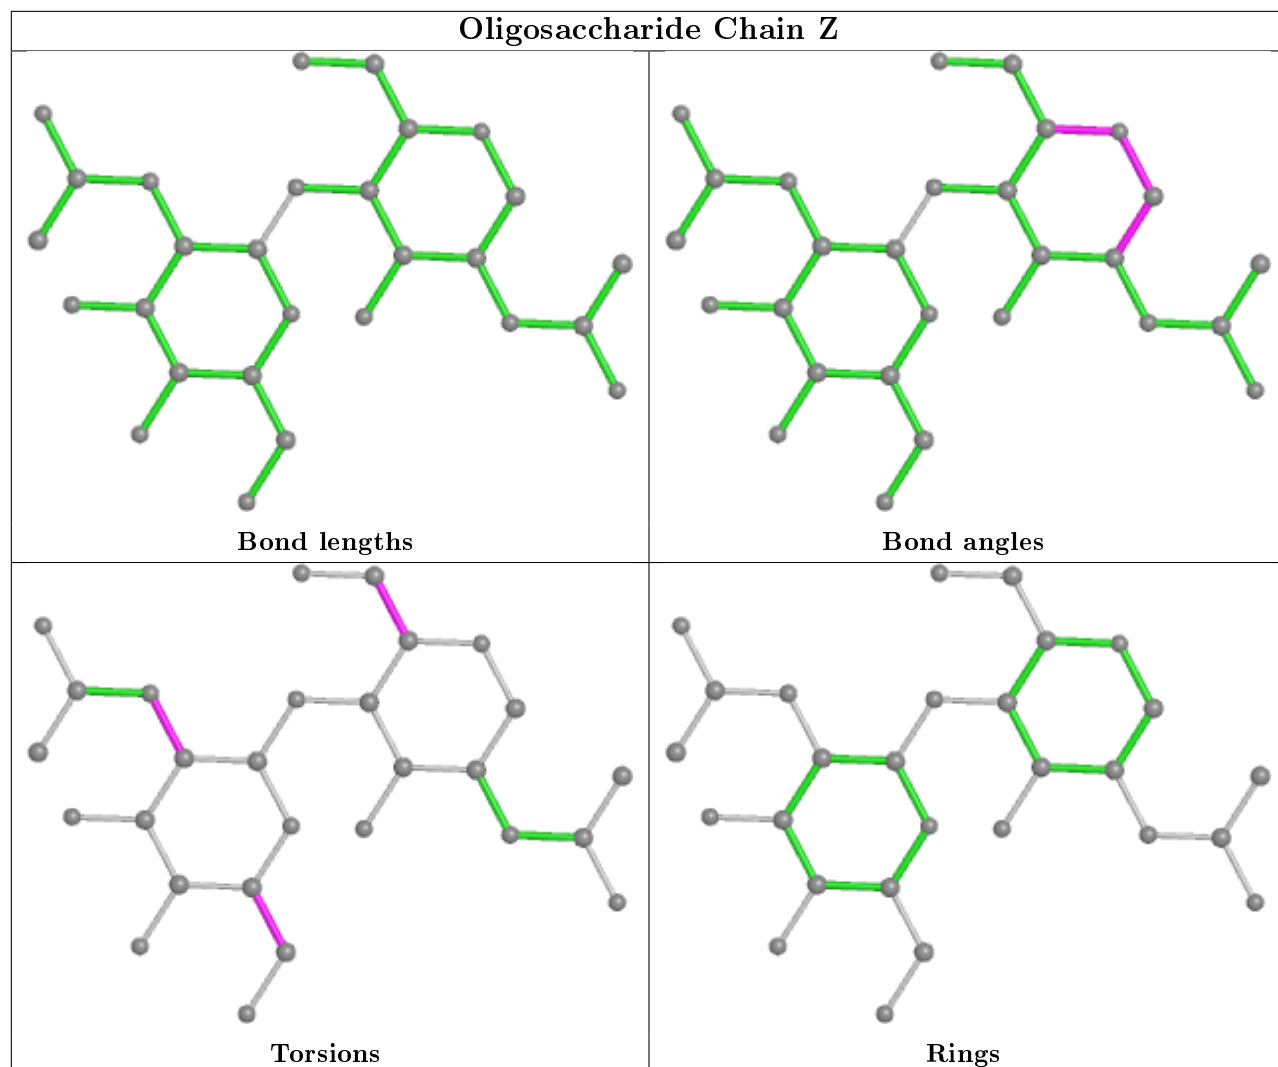 Oligosaccharide Chain Z
Bond lengths
Bond angles
Torsions
Rings